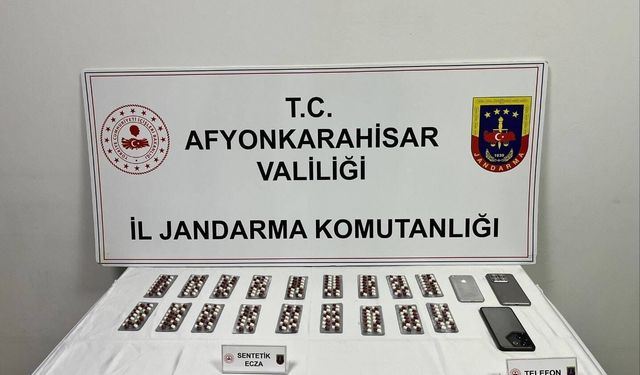 T.C.
AFYONKARAHİSAR
VALİLİĞİ
İL JANDARMA KOMUTANLIĞI
JANDARMA
SENTETİK
ECZA
TELEFON